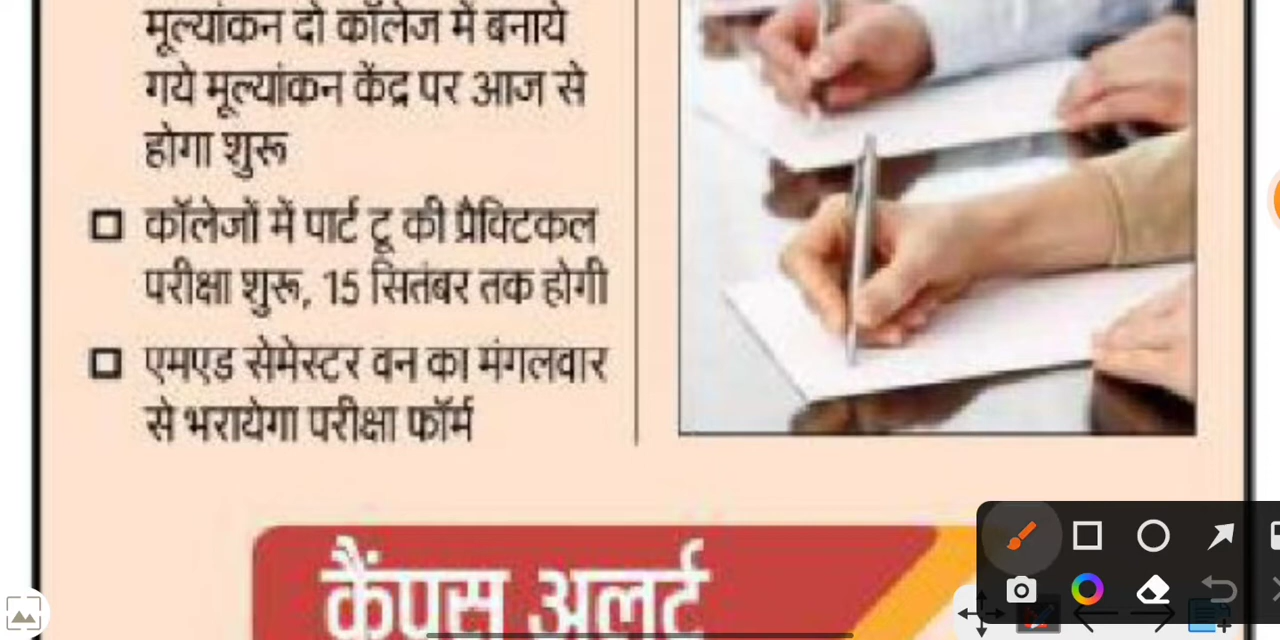 मूल्यांकन दो कॉलेज में बनाये
गये मूल्यांकन केंद्र पर आज से
होगा शुरू
कॉलेजों में पार्ट टू की प्रैक्टिकल
परीक्षा शुरू, 15 सितंबर तक होगी
एमएड सेमेस्टर वन का मंगलवार
से भरायेगा परीक्षा फॉर्म
कैंपस अलर्ट